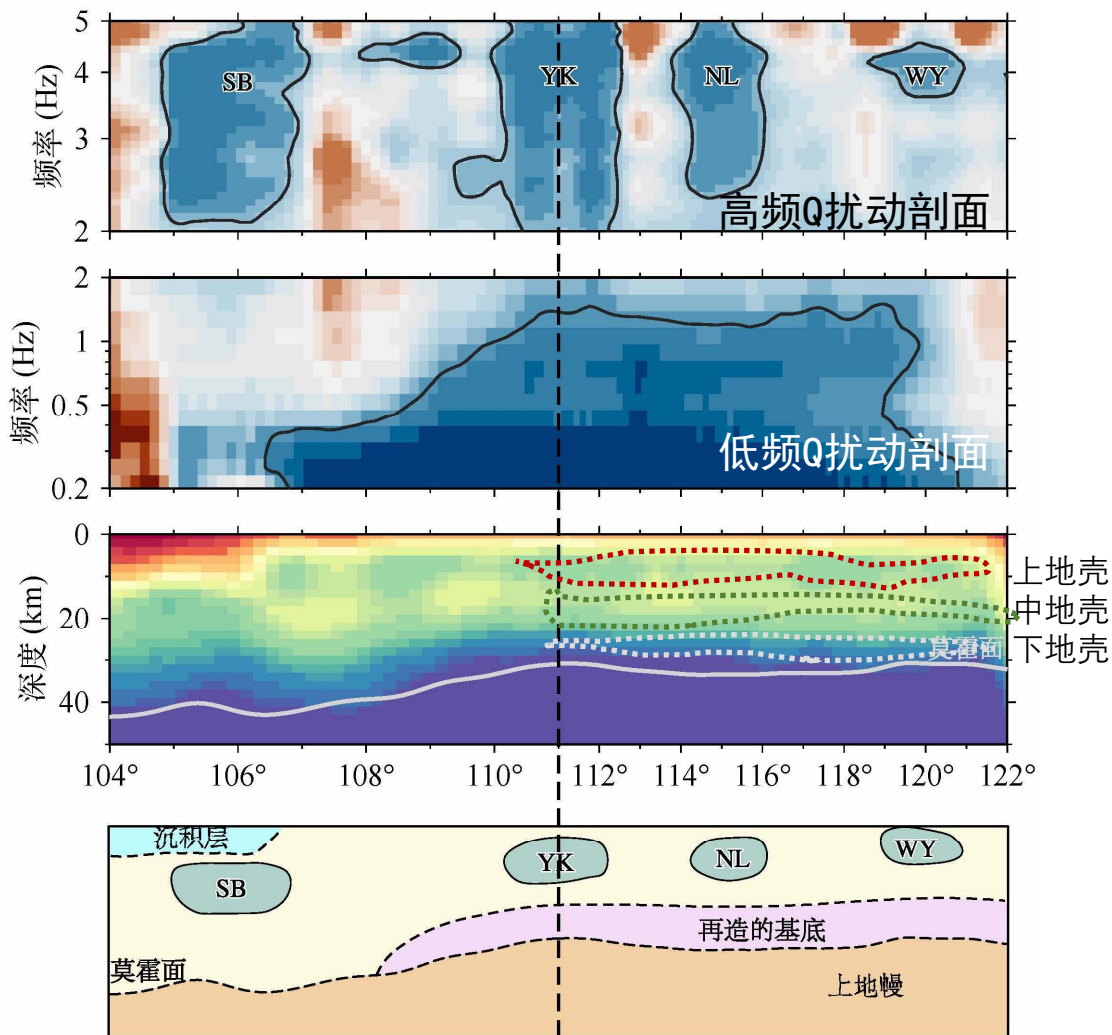 5
4
3
2
频率 (Hz)
SB
YK
NL
WY
高频Q扰动剖面
2
1
0.5
0.2
频率 (Hz)
低频Q扰动剖面
0
20
40
深度 (km)
上地壳
中地壳
莫霍面
下地壳
104° 106° 108° 110° 112° 114° 116° 118° 120° 122°
沉积层
SB
YK
NL
WY
再造的基底
莫霍面
上地幔